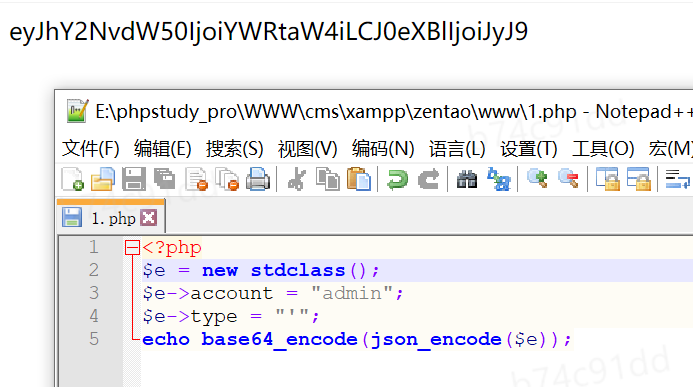 eyJhY2NvdW50IjoiYWRtaW4iLCJ0eXBlIjoiJyJ9
E:\phpstudy_pro\WWW\cms\xampp\zentao\www\1.php - Notepad++
文件(F) 编辑(E) 搜索(S) 视图(V) 编码(N) 语言(L) 设置(T) 工具(O) 宏(M)
1.php
1 <?php
2 $e = new stdclass();
3 $e->account = "admin";
4 $e->type = "'";
5 echo base64_encode(json_encode($e));
b74c91dd
b74c91dd